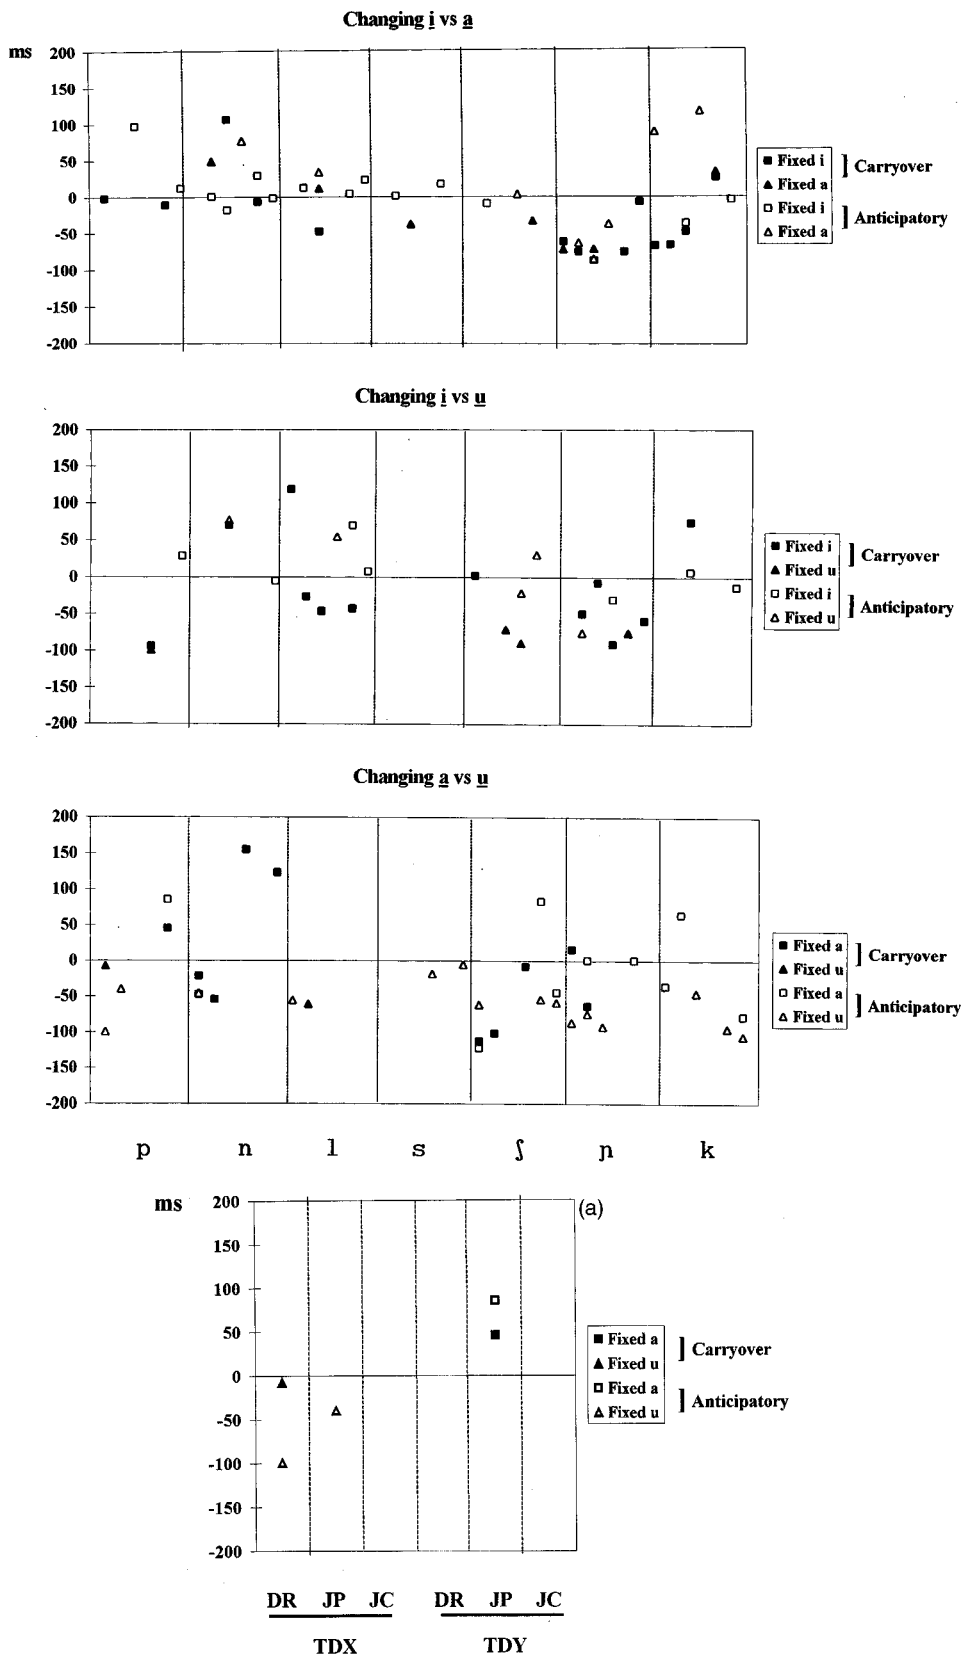 Changing i vs a
ms
200
150
100
50
0
-50
-100
-150
-200
Fixed i
Fixed a
Carryover
Fixed i
Fixed a
Anticipatory
Changing i vs u
200
150
100
50
0
-50
-100
-150
-200
Fixed i
Fixed u
Carryover
Fixed i
Fixed u
Anticipatory
Changing a vs u
200
150
100
50
0
-50
-100
-150
-200
Fixed a
Fixed u
Carryover
Fixed a
Fixed u
Anticipatory
p n l s ʃ ɲ k
ms
(a)
200
150
100
50
0
-50
-100
-150
-200
Fixed a
Fixed u
Carryover
Fixed a
Fixed u
Anticipatory
DR JP JC DR JP JC
TDX TDY